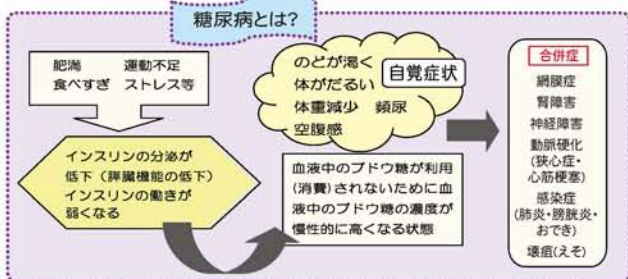 糖尿病とは?
肥満　運動不足
食べすぎ　ストレス等
インスリンの分泌が
低下（膵臓機能の低下）
インスリンの働きが
弱くなる
のどが渇く
体がだるい
体重減少　頻尿
空腹感
自覚症状
血液中のブドウ糖が利用
(消費)されないために血
液中のブドウ糖の濃度が
慢性的に高くなる状態
合併症
網膜症
腎障害
神経障害
動脈硬化
(狭心症・
心筋梗塞)
感染症
(肺炎・膀胱炎・
おでき)
壊疽(えそ)